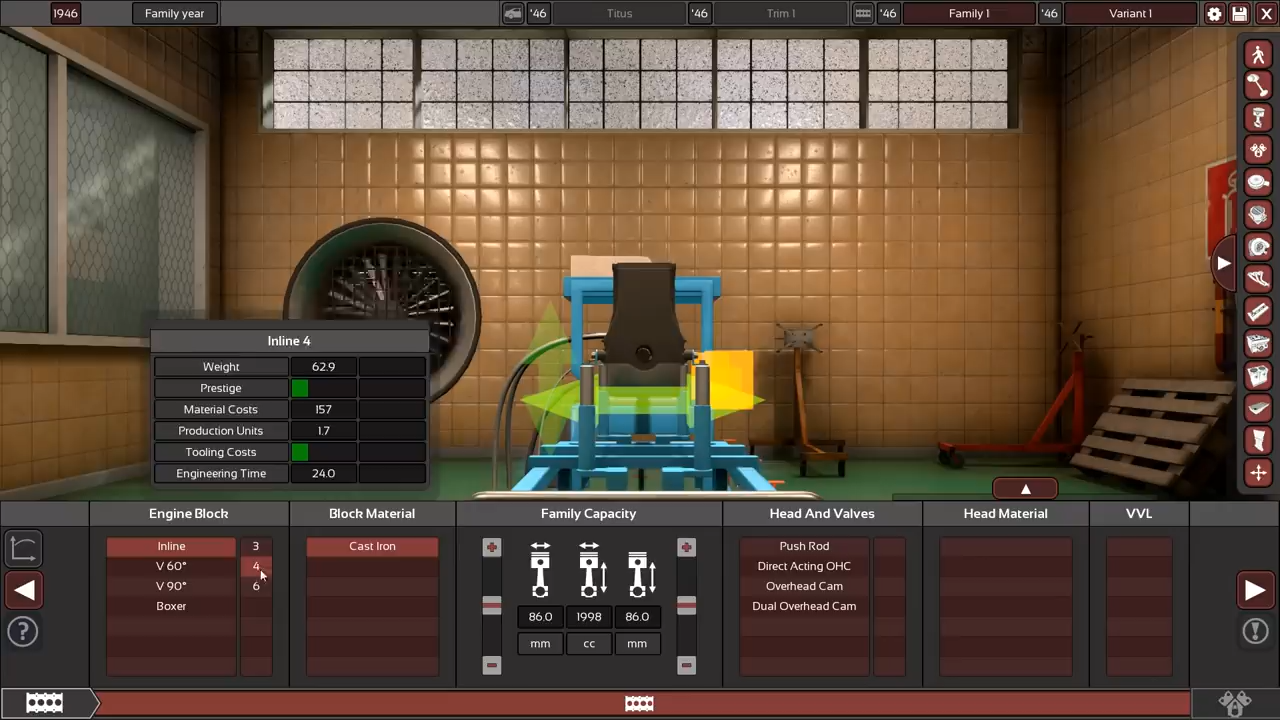 1946 Family year '46 Titus '46 Trim 1 '46 Family 1 '46 Variant 1
Inline 4
Weight 62.9
Prestige
Material Costs 157
Production Units 1.7
Tooling Costs
Engineering Time 24.0
Engine Block Block Material Family Capacity Head And Valves Head Material VVL
Inline 3 Cast Iron Push Rod
V 60° 4 Direct Acting OHC
V 90° 6 Overhead Cam
Boxer Dual Overhead Cam
86.0 1998 86.0
mm cc mm